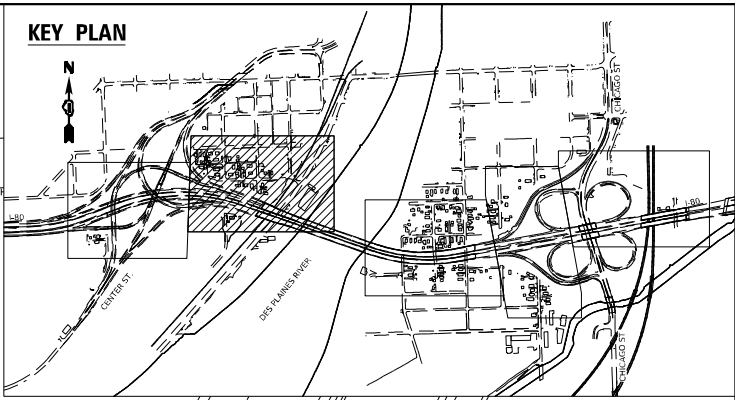 KEY PLAN
N
CHICAGO ST
I-80
I-80
CENTER ST.
DES PLAINES RIVER
CHICAGO ST